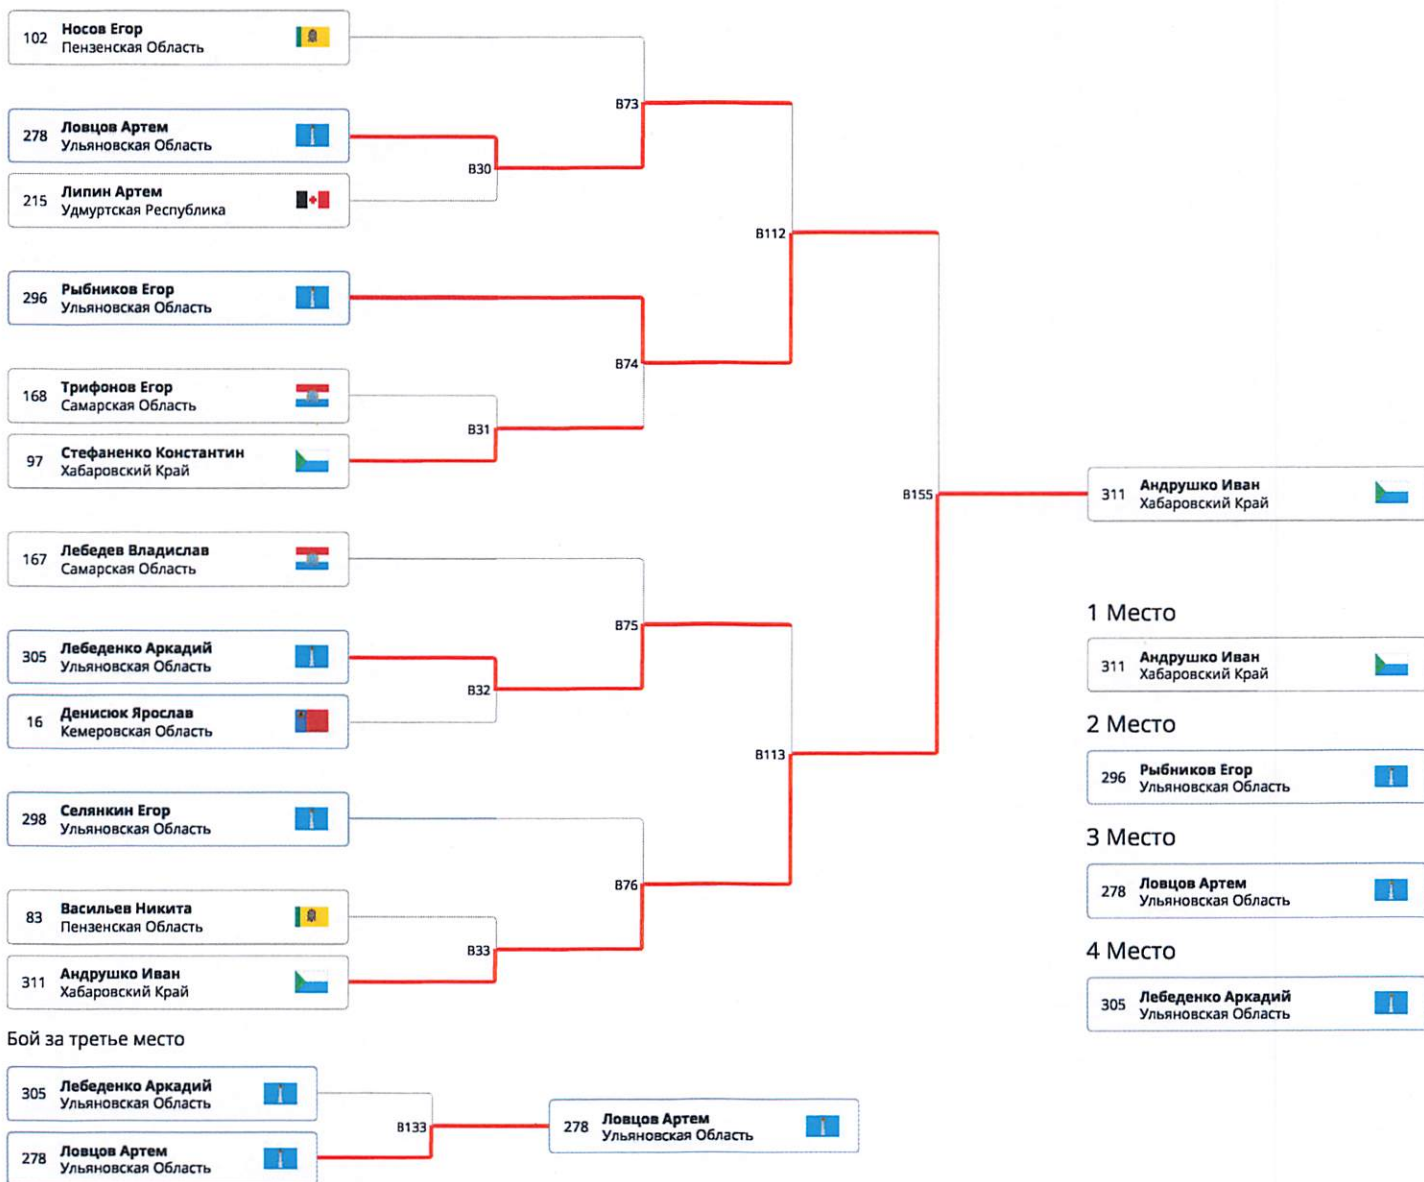 102 Носов Егор
Пензенская Область
278 Ловцов Артем
Ульяновская Область
215 Липин Артем
Удмуртская Республика
296 Рыбников Егор
Ульяновская Область
168 Трифонов Егор
Самарская Область
97 Стефаненко Константин
Хабаровский Край
167 Лебедев Владислав
Самарская Область
305 Лебеденко Аркадий
Ульяновская Область
16 Денисюк Ярослав
Кемеровская Область
298 Селянкин Егор
Ульяновская Область
83 Васильев Никита
Пензенская Область
311 Андрушко Иван
Хабаровский Край
B30
B31
B32
B33
B73
B74
B75
B76
B112
B113
B155
311 Андрушко Иван
Хабаровский Край
1 Место
311 Андрушко Иван
Хабаровский Край
2 Место
296 Рыбников Егор
Ульяновская Область
3 Место
278 Ловцов Артем
Ульяновская Область
4 Место
305 Лебеденко Аркадий
Ульяновская Область
Бой за третье место
305 Лебеденко Аркадий
Ульяновская Область
278 Ловцов Артем
Ульяновская Область
B133
278 Ловцов Артем
Ульяновская Область